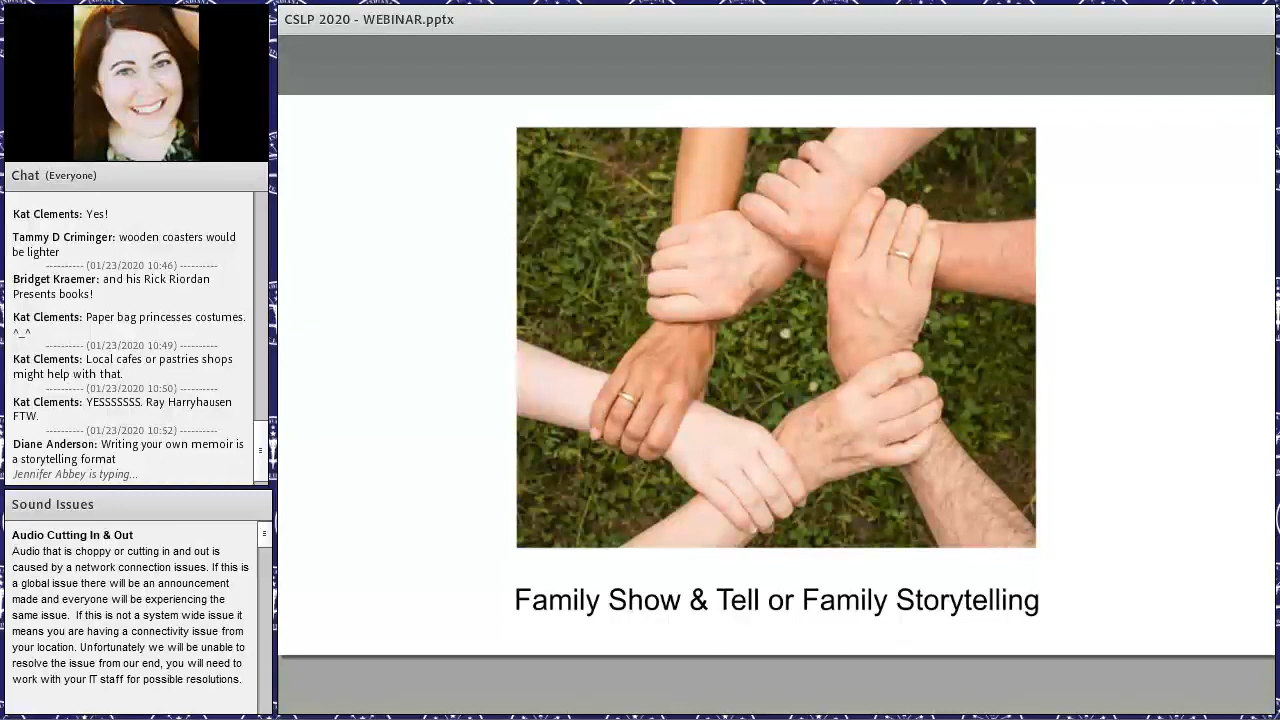 CSLP 2020 - WEBINAR.pptx
Chat (Everyone)
Kat Clements: Yes!
Tammy D Criminger: wooden coasters would
be lighter
---------- (01/23/2020 10:46) ----------
Bridget Kraemer: and his Rick Riordan
Presents books!
Kat Clements: Paper bag princesses costumes.
^_^
---------- (01/23/2020 10:49) ----------
Kat Clements: Local cafes or pastries shops
might help with that.
---------- (01/23/2020 10:50) ----------
Kat Clements: YESSSSSSS. Ray Harryhausen
FTW.
---------- (01/23/2020 10:52) ----------
Diane Anderson: Writing your own memoir is
a storytelling format
Jennifer Abbey is typing...
Sound Issues
Audio Cutting In & Out
Audio that is choppy or cutting in and out is
caused by a network connection issues. If this is
a global issue there will be an announcement
made and everyone will be experiencing the
same issue.  If this is not a system wide issue it
means you are having a connectivity issue from
your location. Unfortunately we will be unable to
resolve the issue from our end, you will need to
work with your IT staff for possible resolutions.
Family Show & Tell or Family Storytelling